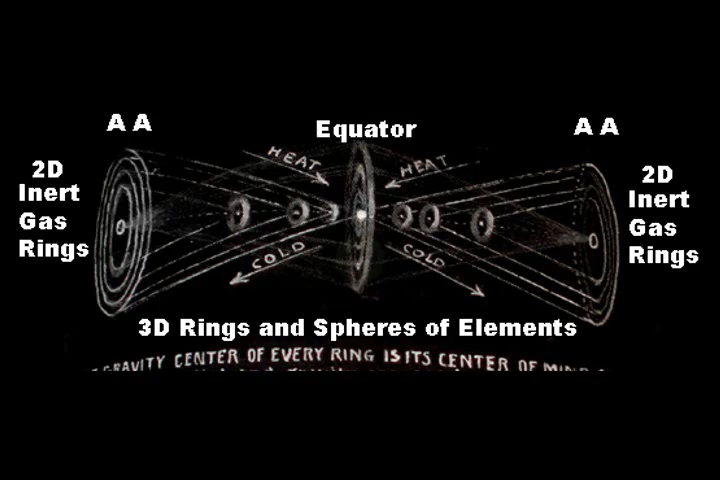 A A
A A
Equator
HEAT
HEAT
2D
Inert
Gas
Rings
2D
Inert
Gas
Rings
COLD
COLD
3D Rings and Spheres of Elements
GRAVITY CENTER OF EVERY RING IS ITS CENTER OF MIND